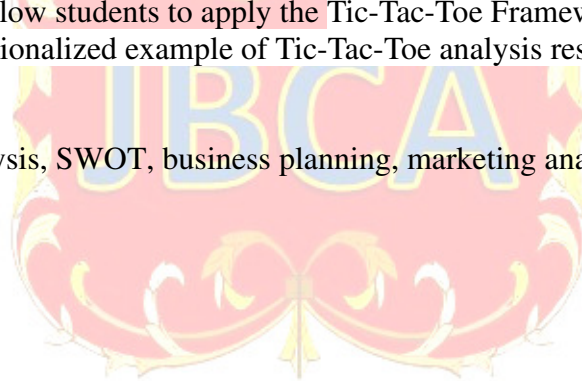 low students to apply the Tic-Tac-Toe Framew
ionalized example of Tic-Tac-Toe analysis res
JBCA
ysis, SWOT, business planning, marketing ana